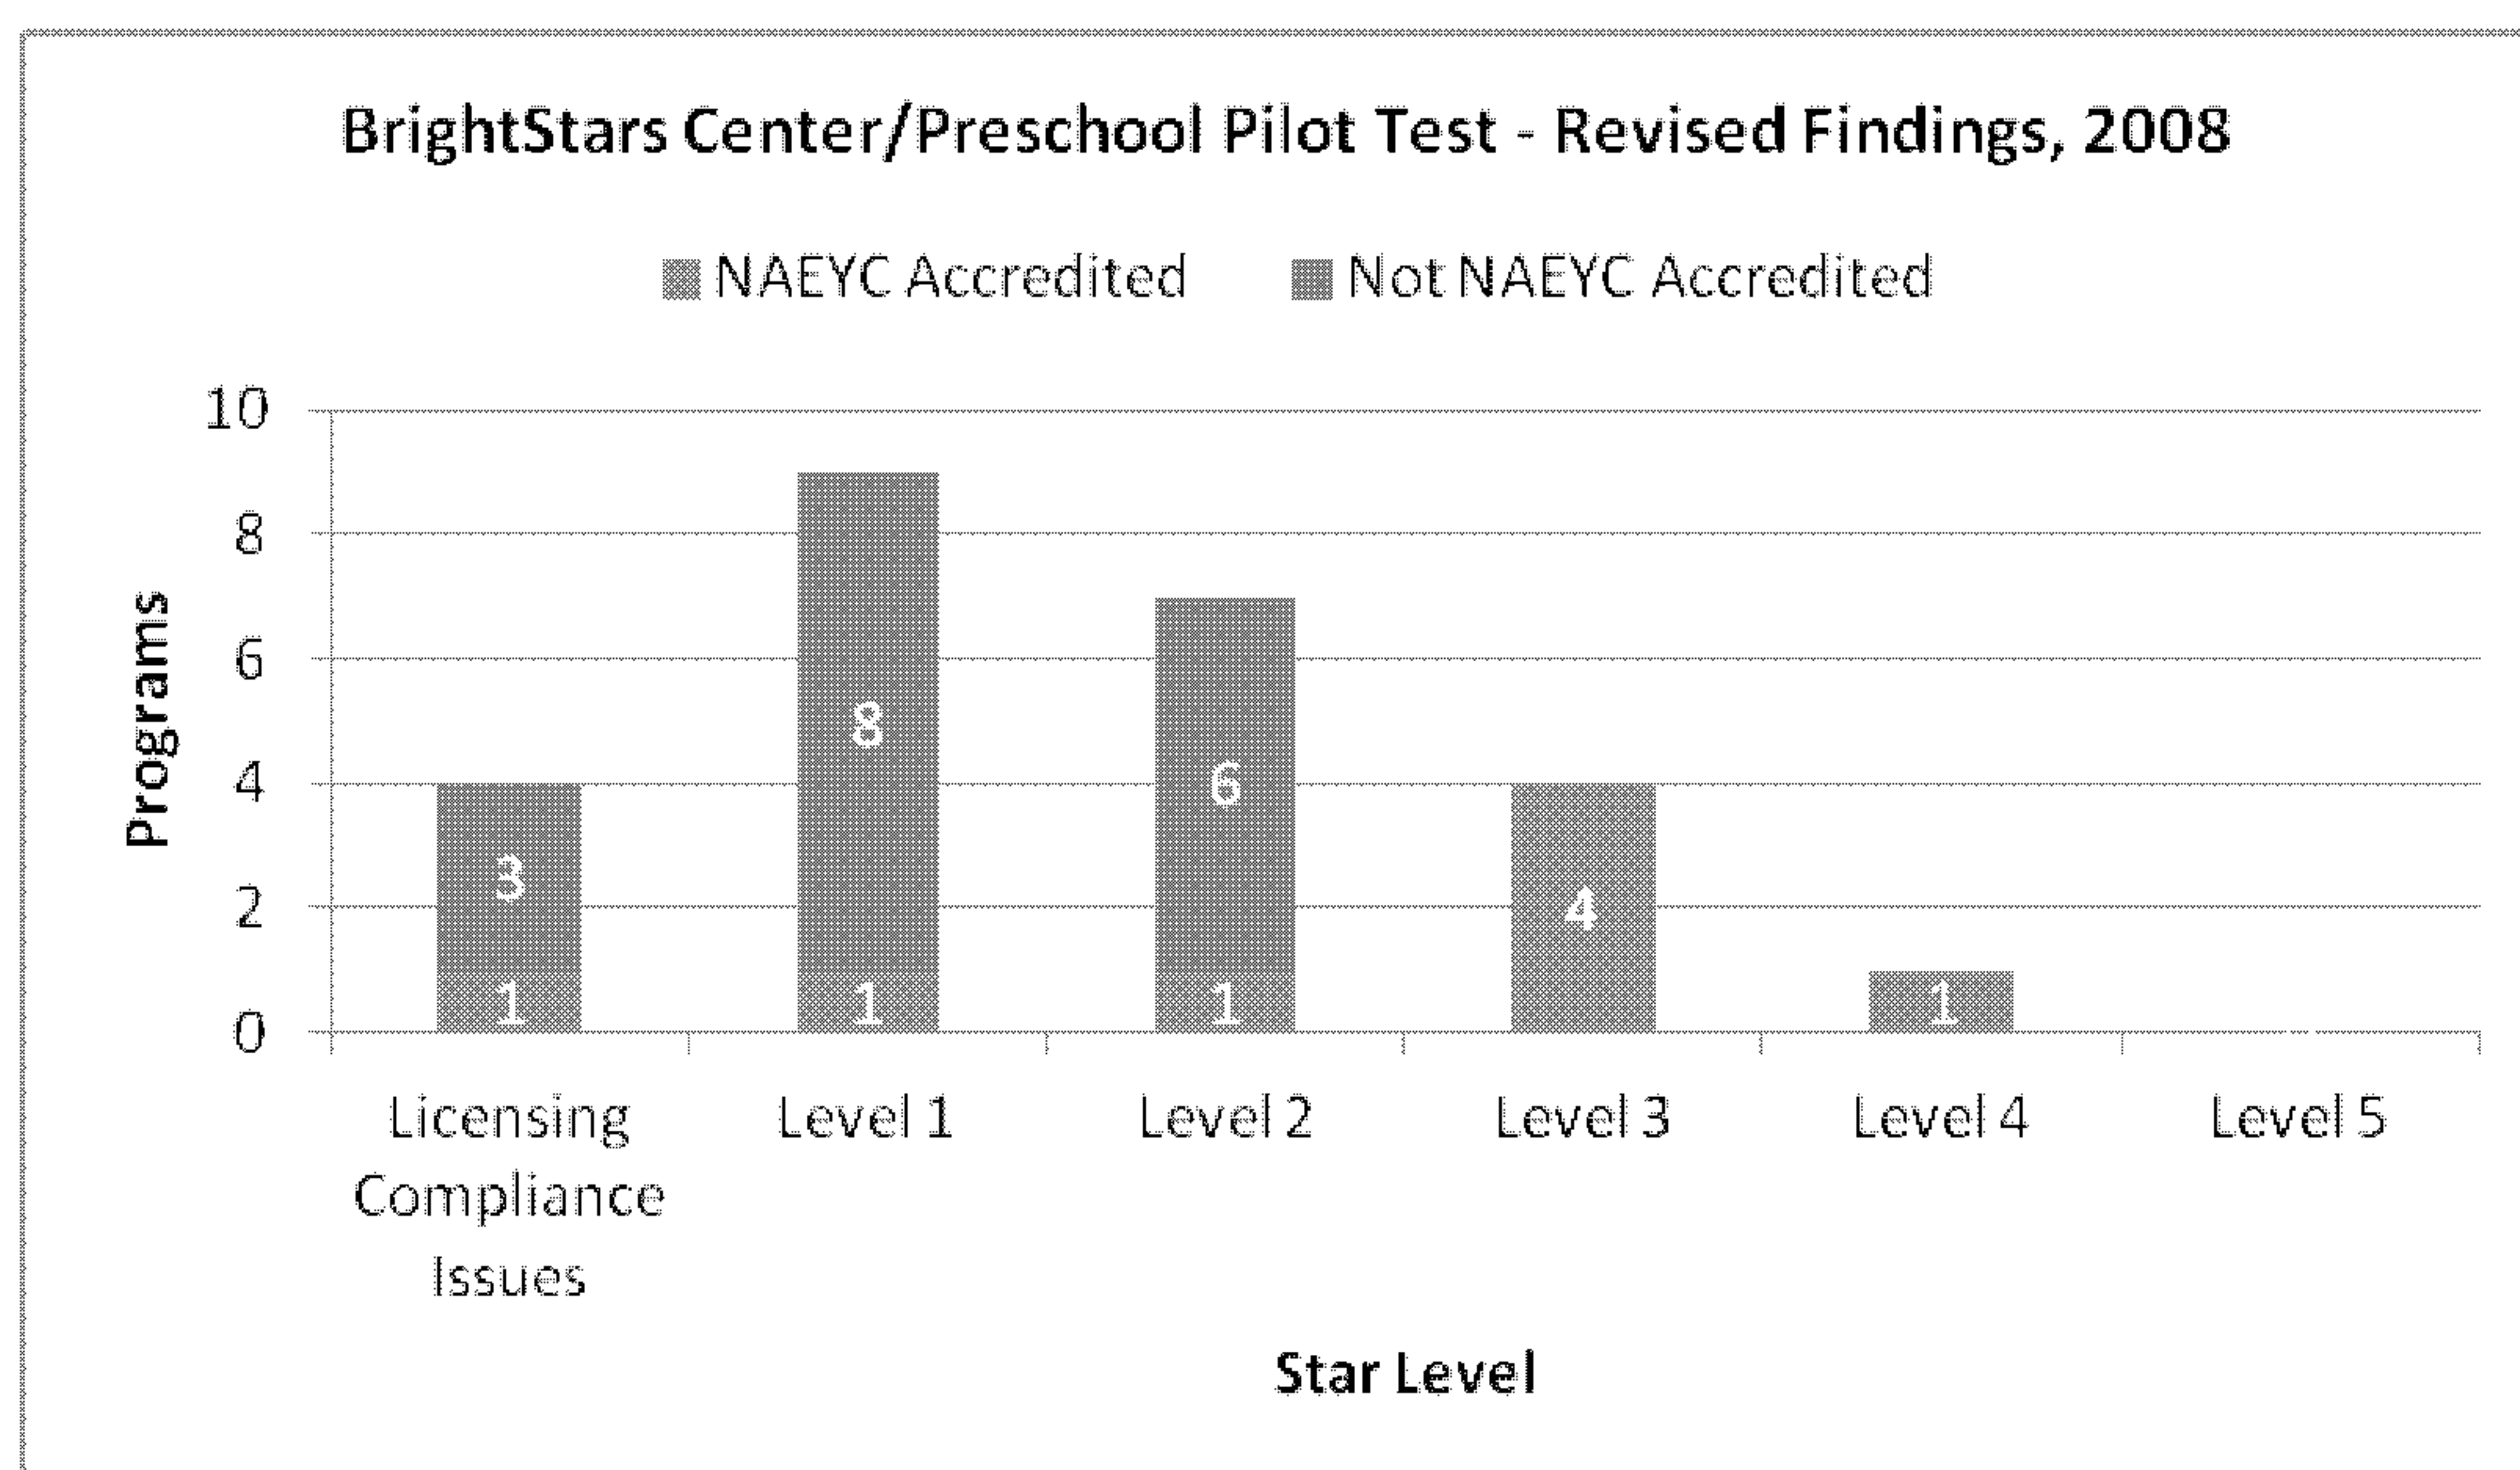 BrightStars Center/Preschool Pilot Test - Revised Findings, 2008
NAEYC Accredited Not NAEYC Accredited
10
8
6
4
2
0
Programs
8
6
3
4
1 1 1 1
Level 1 Level 2 Level 3 Level 4 Level 5
Licensing
Compliance
Issues
Star Level